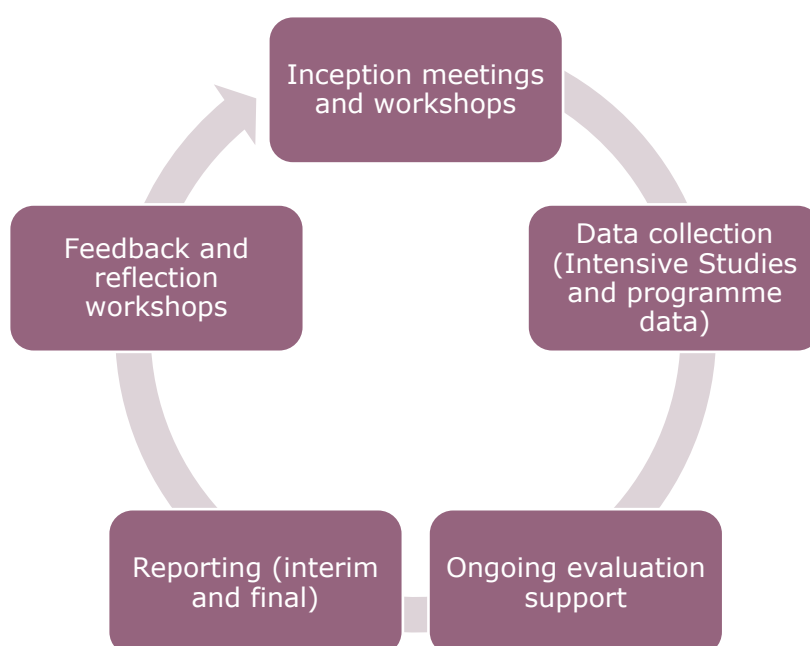 Inception meetings
and workshops
Data collection
(Intensive Studies
and programme
data)
Ongoing evaluation
support
Reporting (interim
and final)
Feedback and
reflection
workshops